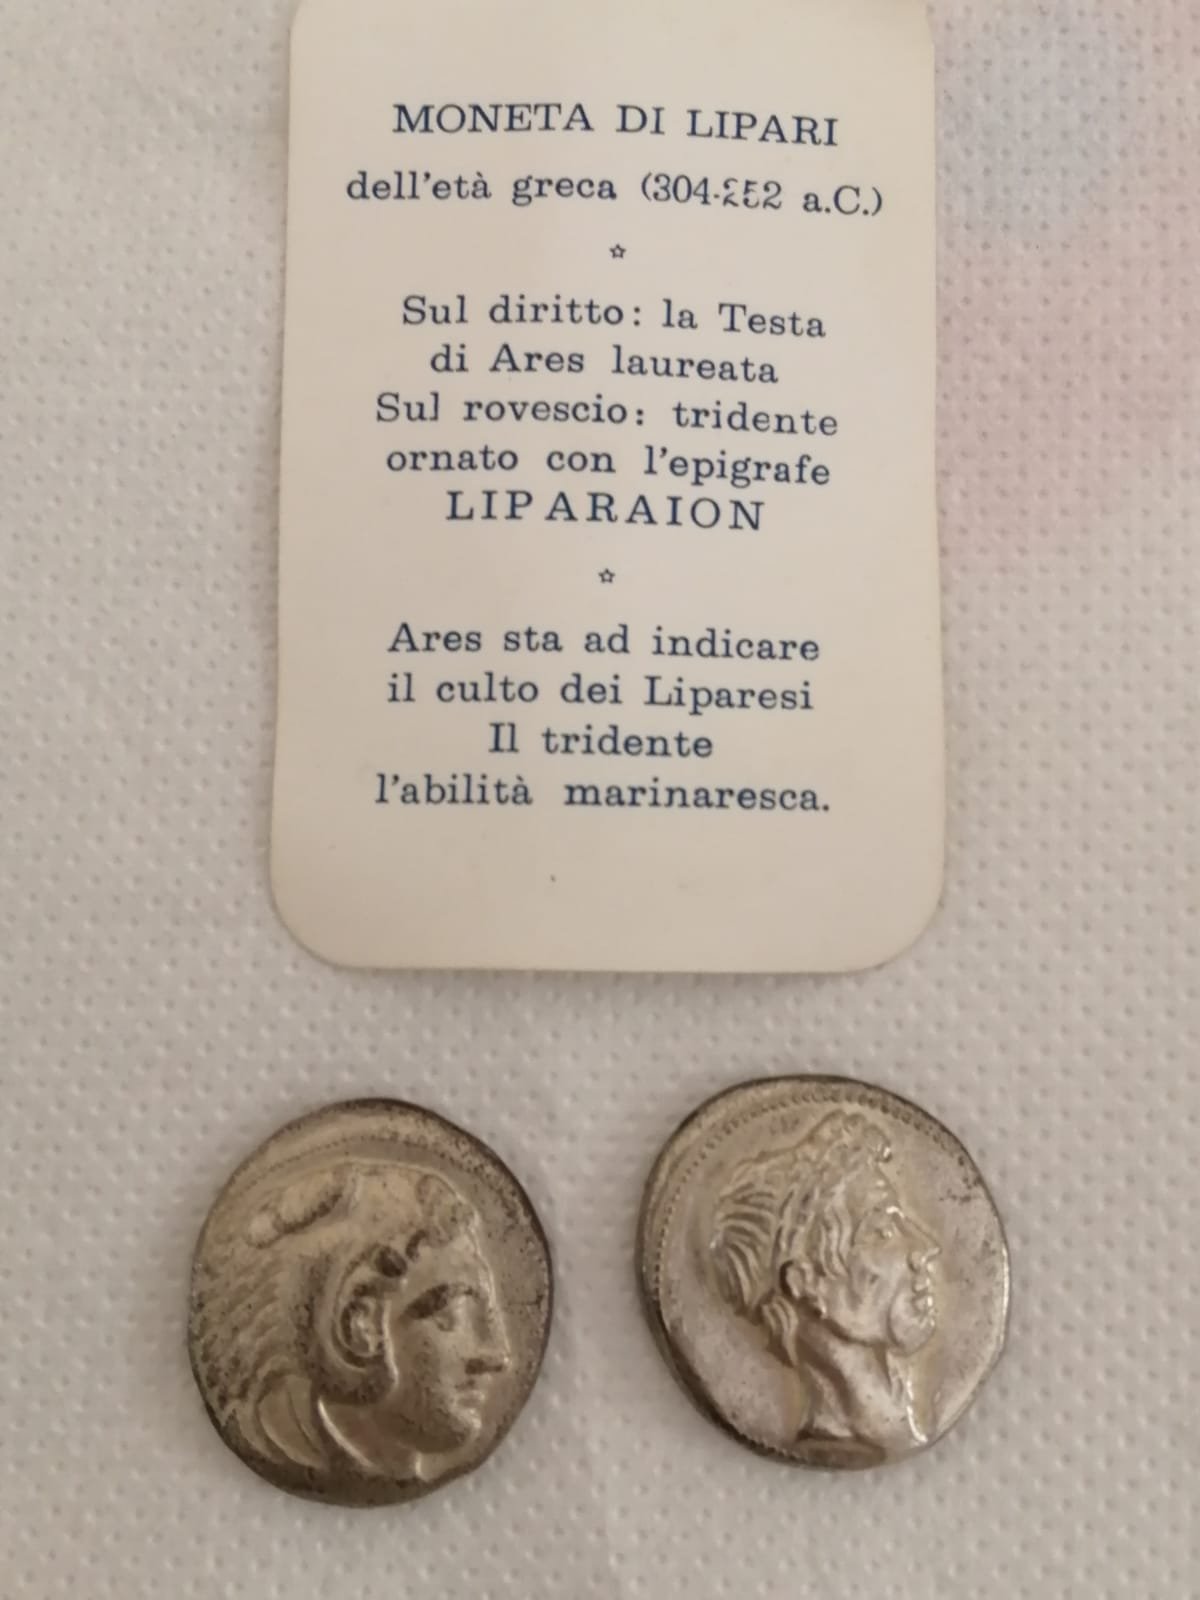 MONETA DI LIPARI
dell'età greca (304-252 a.C.)
Sul diritto: la Testa
di Ares laureata
Sul rovescio: tridente
ornato con l'epigrafe
LIPARAION
Ares sta ad indicare
il culto dei Liparesi
Il tridente
l'abilità marinaresca.